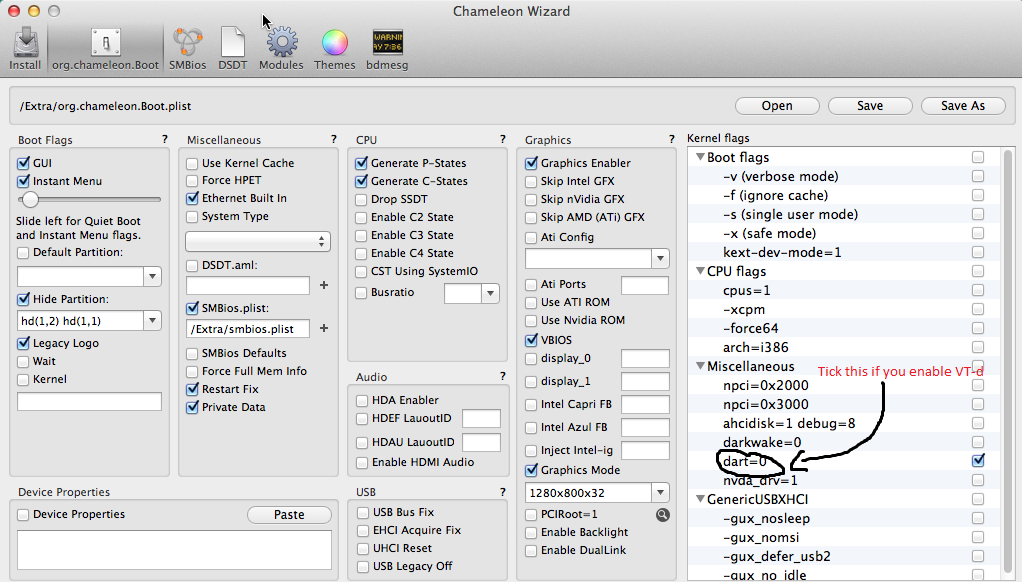 Chameleon Wizard
Install org.chameleon.Boot SMBios DSDT Modules Themes bdmesg
/Extra/org.chameleon.Boot.plist
Open Save Save As
Boot Flags ?
GUI
Instant Menu
Slide left for Quiet Boot
and Instant Menu flags.
Default Partition:
Hide Partition:
hd(1,2) hd(1,1)
Legacy Logo
Wait
Kernel
Miscellaneous ?
Use Kernel Cache
Force HPET
Ethernet Built In
System Type
DSDT.aml:
+
SMBios.plist:
/Extra/smbios.plist +
SMBios Defaults
Force Full Mem Info
Restart Fix
Private Data
CPU ?
Generate P-States
Generate C-States
Drop SSDT
Enable C2 State
Enable C3 State
Enable C4 State
CST Using SystemIO
Busratio
Audio ?
HDA Enabler
HDEF LauoutID
HDAU LauoutID
Enable HDMI Audio
Graphics ?
Graphics Enabler
Skip Intel GFX
Skip nVidia GFX
Skip AMD (ATi) GFX
Ati Config
Ati Ports
Use ATI ROM
Use Nvidia ROM
VBIOS
display_0
display_1
Intel Capri FB
Intel Azul FB
Inject Intel-ig
Graphics Mode
1280x800x32
PCIRoot=1
Enable Backlight
Enable DualLink
Device Properties
Device Properties Paste
USB ?
USB Bus Fix
EHCI Acquire Fix
UHCI Reset
USB Legacy Off
Kernel flags
Boot flags
-v (verbose mode)
-f (ignore cache)
-s (single user mode)
-x (safe mode)
kext-dev-mode=1
CPU flags
cpus=1
-xcpm
-force64
arch=i386
Miscellaneous
Tick this if you enable VT-d
npci=0x2000
npci=0x3000
ahcidisk=1 debug=8
darkwake=0
dart=0
nvda_drv=1
GenericUSBXHCI
-gux_nosleep
-gux_nomsi
-gux_defer_usb2
-gux_no_idle